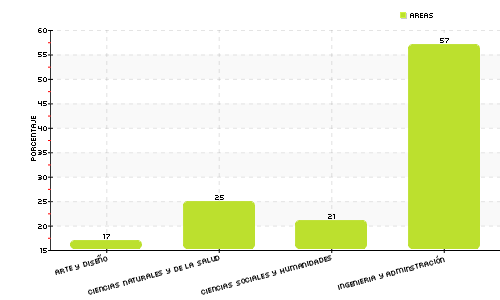 AREAS
PORCENTAJE
60
55
50
45
40
35
30
25
20
15
17
25
21
57
ARTE Y DISEÑO
CIENCIAS NATURALES Y DE LA SALUD
CIENCIAS SOCIALES Y HUMANIDADES
INGENIERIA Y ADMINSTRACIÓN